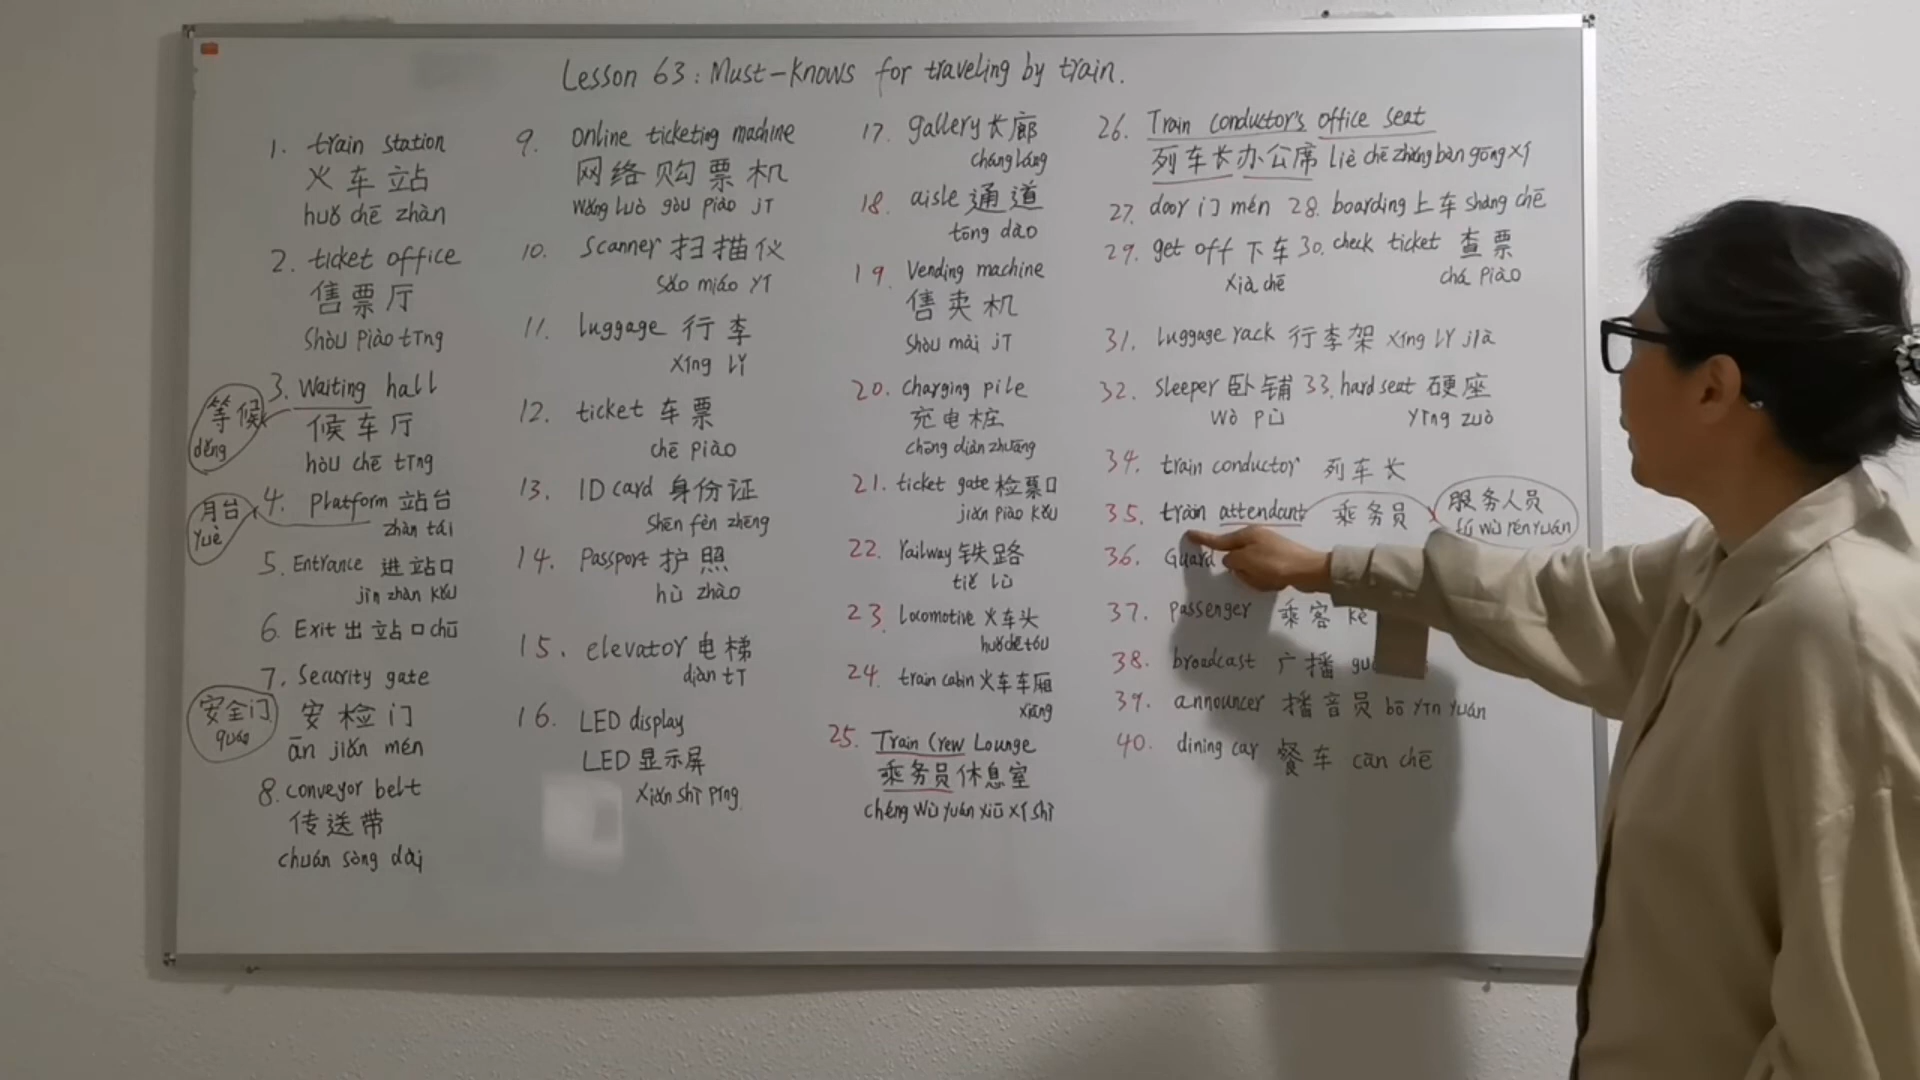 Lesson 63: Must-Knows for traveling by train.
1. train station
火车站
huǒ chē zhàn
2. ticket office
售票厅
shòu piào tīng
3. Waiting hall
等候
děng
候车厅
hòu chē tīng
4. Platform 站台
zhàn tái
月台
yuè
5. Entrance 进站口
jìn zhàn kǒu
6. Exit 出站口 chū
7. Security gate
安全门
quán
安检门
ān jiǎn mén
8. conveyor belt
传送带
chuán sòng dài
9. Online ticketing machine
网络购票机
wǎng luò gòu piào jī
10. Scanner 扫描仪
sǎo miáo yí
11. luggage 行李
xíng lǐ
12. ticket 车票
chē piào
13. ID card 身份证
shēn fèn zhèng
14. Passport 护照
hù zhào
15. elevator 电梯
diàn tī
16. LED display
LED 显示屏
xiǎn shì píng
17. gallery 长廊
cháng láng
18. aisle 通道
tōng dào
19. Vending machine
售卖机
shòu mài jī
20. Charging pile
充电桩
chōng diàn zhuāng
21. ticket gate 检票口
jiǎn piào kǒu
22. railway 铁路
tiě lù
23. locomotive 火车头
huǒ chē tóu
24. train cabin 火车车厢
xiāng
25. Train Crew Lounge
乘务员休息室
chéng wù yuán xiū xī shì
26. Train conductor's office seat
列车长办公席 liè chē zhǎng bàn gōng xí
27. door 门 mén 28. boarding 上车 shàng chē
29. get off 下车 30. check ticket 查票
xià chē chá piào
31. luggage rack 行李架 xíng lǐ jià
32. sleeper 卧铺 33. hard seat 硬座
wò pù yìng zuò
34. train conductor 列车长
35. train attendant 乘务员 服务人员
fú wù rén yuán
36. Guard
37. passenger 乘客 kè
38. broadcast 广播
39. announcer 播音员 bō yīn yuán
40. dining car 餐车 cān chē